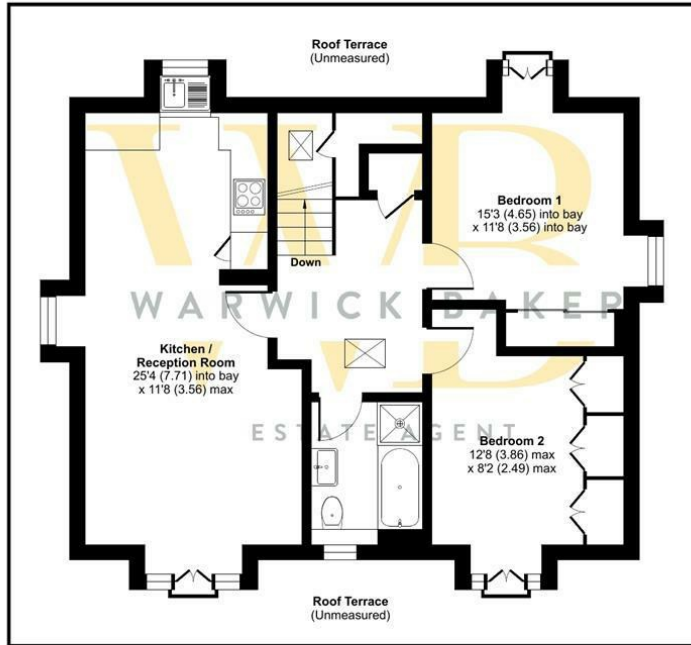 Roof Terrace
(Unmeasured)
Bedroom 1
15'3 (4.65) into bay
x 11'8 (3.56) into bay
Down
WB
WARWICK BAKER
Kitchen /
Reception Room
25'4 (7.71) into bay
x 11'8 (3.56) max
ESTATE AGENT
Bedroom 2
12'8 (3.86) max
x 8'2 (2.49) max
Roof Terrace
(Unmeasured)